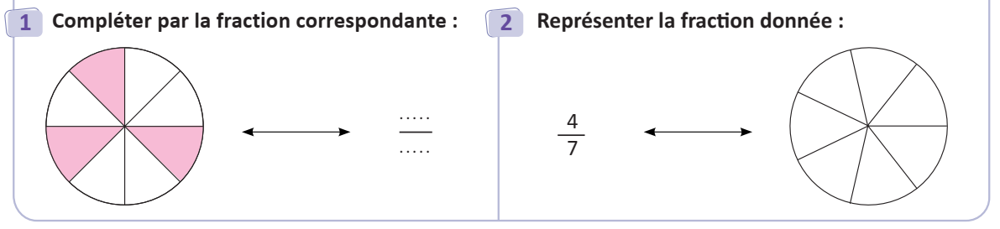 1 Compléter par la fraction correspondante :
.....
.....
2 Représenter la fraction donnée :
4
7